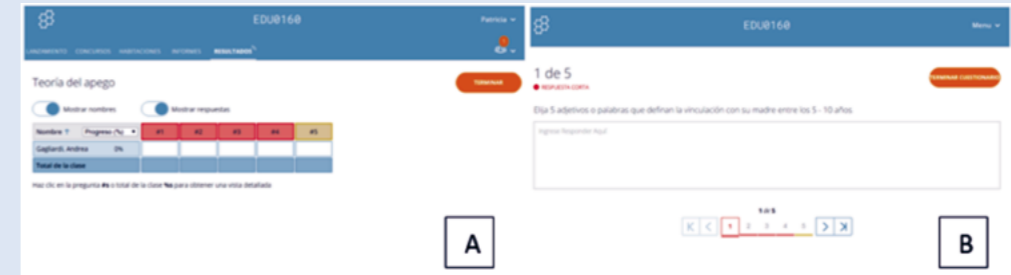 EDU0160
Patricia
LANZAMIENTO CONCURSOS HABITACIONES INFORMES RESULTADOS
Teoría del apego
TERMINAR
Mostrar nombres Mostrar respuestas
Nombre ↑ Progreso (%) #1 #2 #3 #4 #5
Gagliardi, Andrea 0%
Total de la clase
Haz clic en la pregunta #s o total de la clase %s para obtener una vista detallada
A
EDU0160
Menu
1 de 5
RESPUESTA CORTA
TERMINAR CUESTIONARIO
Elija 5 adjetivos o palabras que definan la vinculación con su madre entre los 5 - 10 años
Ingrese Responder Aquí
1 de 5
1 2 3 4 5
B